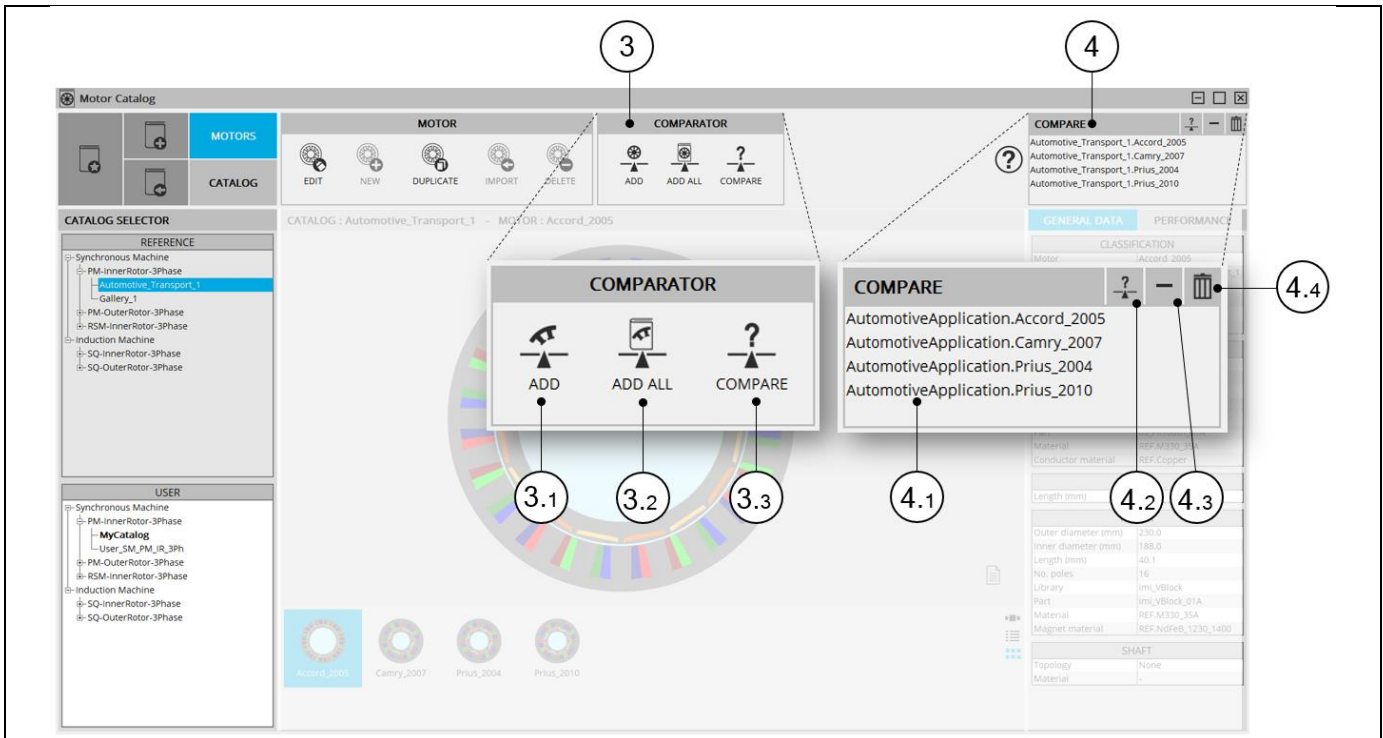 3
4
Motor Catalog
MOTORS
CATALOG
MOTOR
EDIT
NEW
DUPLICATE
IMPORT
DELETE
COMPARATOR
ADD
ADD ALL
?
COMPARE
?
COMPARE
?
Automotive_Transport_1.Accord_2005
Automotive_Transport_1.Camry_2007
Automotive_Transport_1.Prius_2004
Automotive_Transport_1.Prius_2010
CATALOG SELECTOR
REFERENCE
Synchronous Machine
PM-InnerRotor-3Phase
Automotive_Transport_1
Gallery_1
PM-OuterRotor-3Phase
RSM-InnerRotor-3Phase
Induction Machine
SQ-InnerRotor-3Phase
SQ-OuterRotor-3Phase
USER
Synchronous Machine
PM-InnerRotor-3Phase
MyCatalog
User_SM_PM_IR_3Ph
PM-OuterRotor-3Phase
RSM-InnerRotor-3Phase
Induction Machine
SQ-InnerRotor-3Phase
SQ-OuterRotor-3Phase
CATALOG : Automotive_Transport_1 - MOTOR : Accord_2005
COMPARATOR
ADD
ADD ALL
?
COMPARE
3.1
3.2
3.3
COMPARE
?
AutomotiveApplication.Accord_2005
AutomotiveApplication.Camry_2007
AutomotiveApplication.Prius_2004
AutomotiveApplication.Prius_2010
4.1
4.2
4.3
4.4
Accord_2005
Camry_2007
Prius_2004
Prius_2010
GENERAL DATA
PERFORMANCE
CLASSIFICATION
Motor Accord_2005
Material REF.M330_35A
Conductor material REF.Copper
Length (mm)
Outer diameter (mm) 230.0
Inner diameter (mm) 188.0
Length (mm) 40.1
No. poles 16
Library imi_VBlock
Part imi_VBlock_01A
Material REF.M330_35A
Magnet material REF.NdFeB_1230_1400
SHAFT
Topology None
Material -